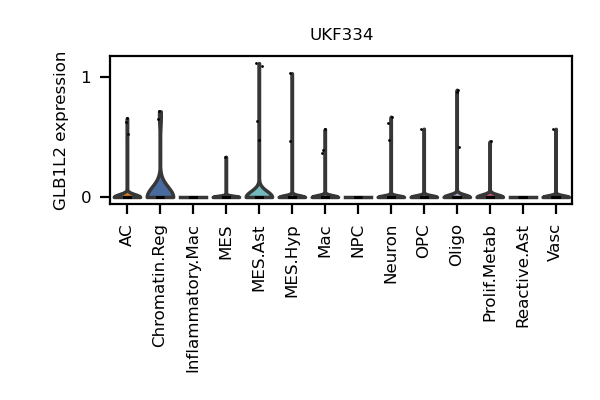 UKF334
GLB1L2 expression
1
0
AC
Chromatin.Reg
Inflammatory.Mac
MES
MES.Ast
MES.Hyp
Mac
NPC
Neuron
OPC
Oligo
Prolif.Metab
Reactive.Ast
Vasc